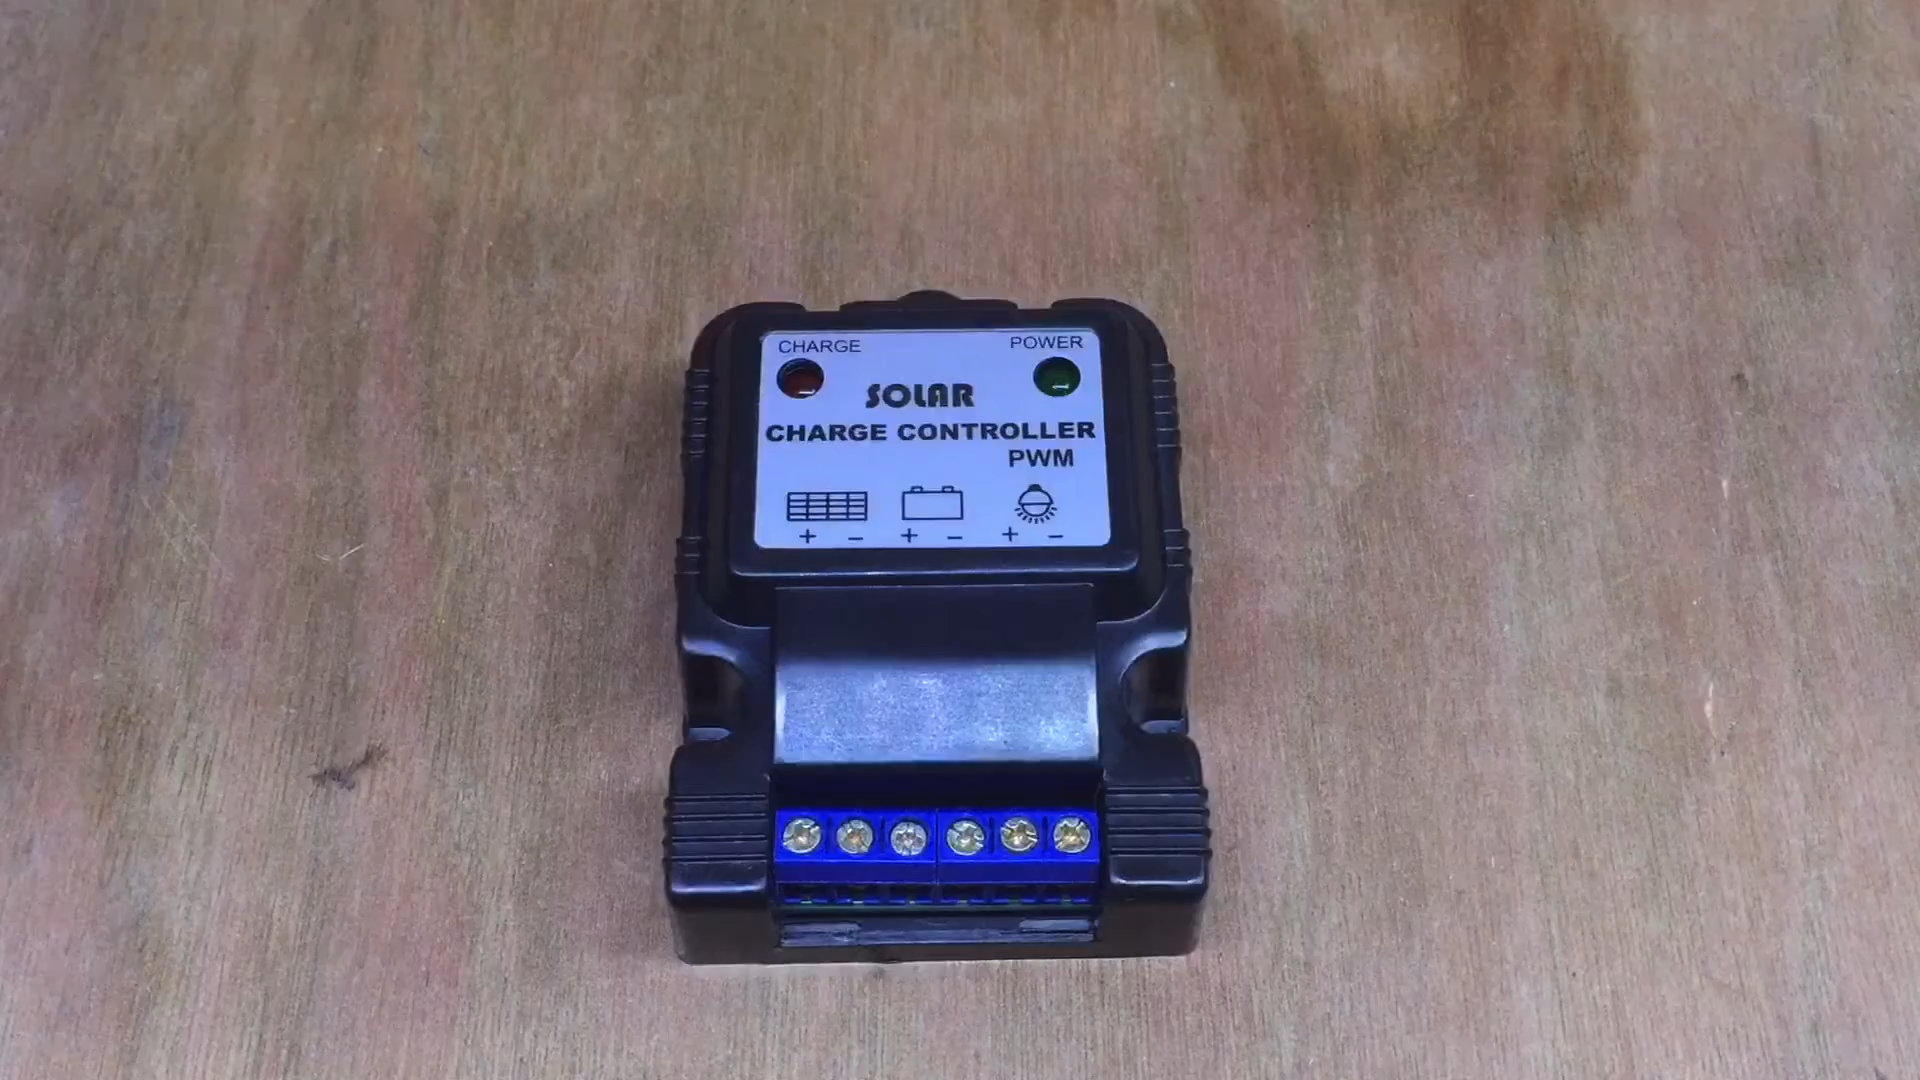 CHARGE POWER
SOLAR
CHARGE CONTROLLER
PWM
+ − + − + −